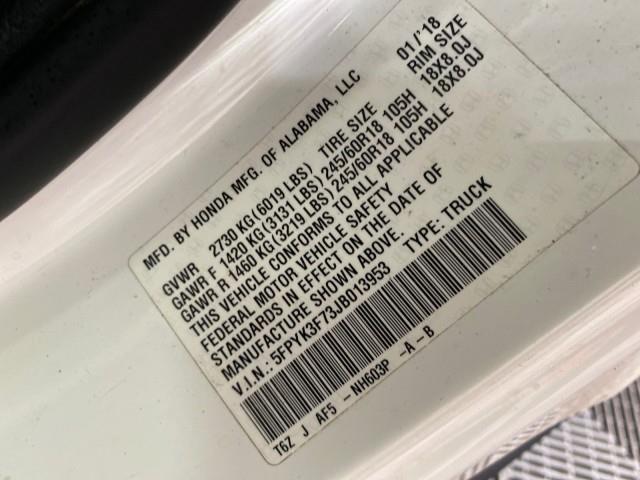 MFD. BY HONDA MFG. OF ALABAMA, LLC 01/'18
GVWR 2730 KG(6019 LBS) TIRE SIZE RIM SIZE
GAWR F 1420 KG(3131 LBS) 245/60R18 105H 18X8.0J
GAWR R 1460 KG(3219 LBS) 245/60R18 105H 18X8.0J
THIS VEHICLE CONFORMS TO ALL APPLICABLE
FEDERAL MOTOR VEHICLE SAFETY
STANDARDS IN EFFECT ON THE DATE OF
MANUFACTURE SHOWN ABOVE.
V.I.N.: 5FPYK3F73JB013953 TYPE: TRUCK
T6Z J AF5 -NH603P -A-B